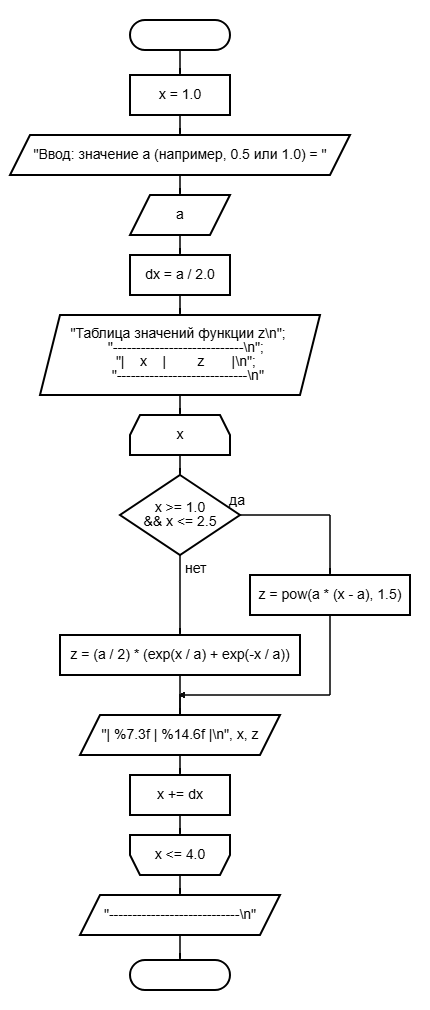 x = 1.0
"Ввод: значение a (например, 0.5 или 1.0) = "
a
dx = a / 2.0
"Таблица значений функции z\n";
"----------------------------\n";
"|    x    |        z       |\n";
"----------------------------\n"
x
x >= 1.0
&& x <= 2.5
да
нет
z = pow(a * (x - a), 1.5)
z = (a / 2) * (exp(x / a) + exp(-x / a))
"| %7.3f | %14.6f |\n", x, z
x += dx
x <= 4.0
"----------------------------\n"